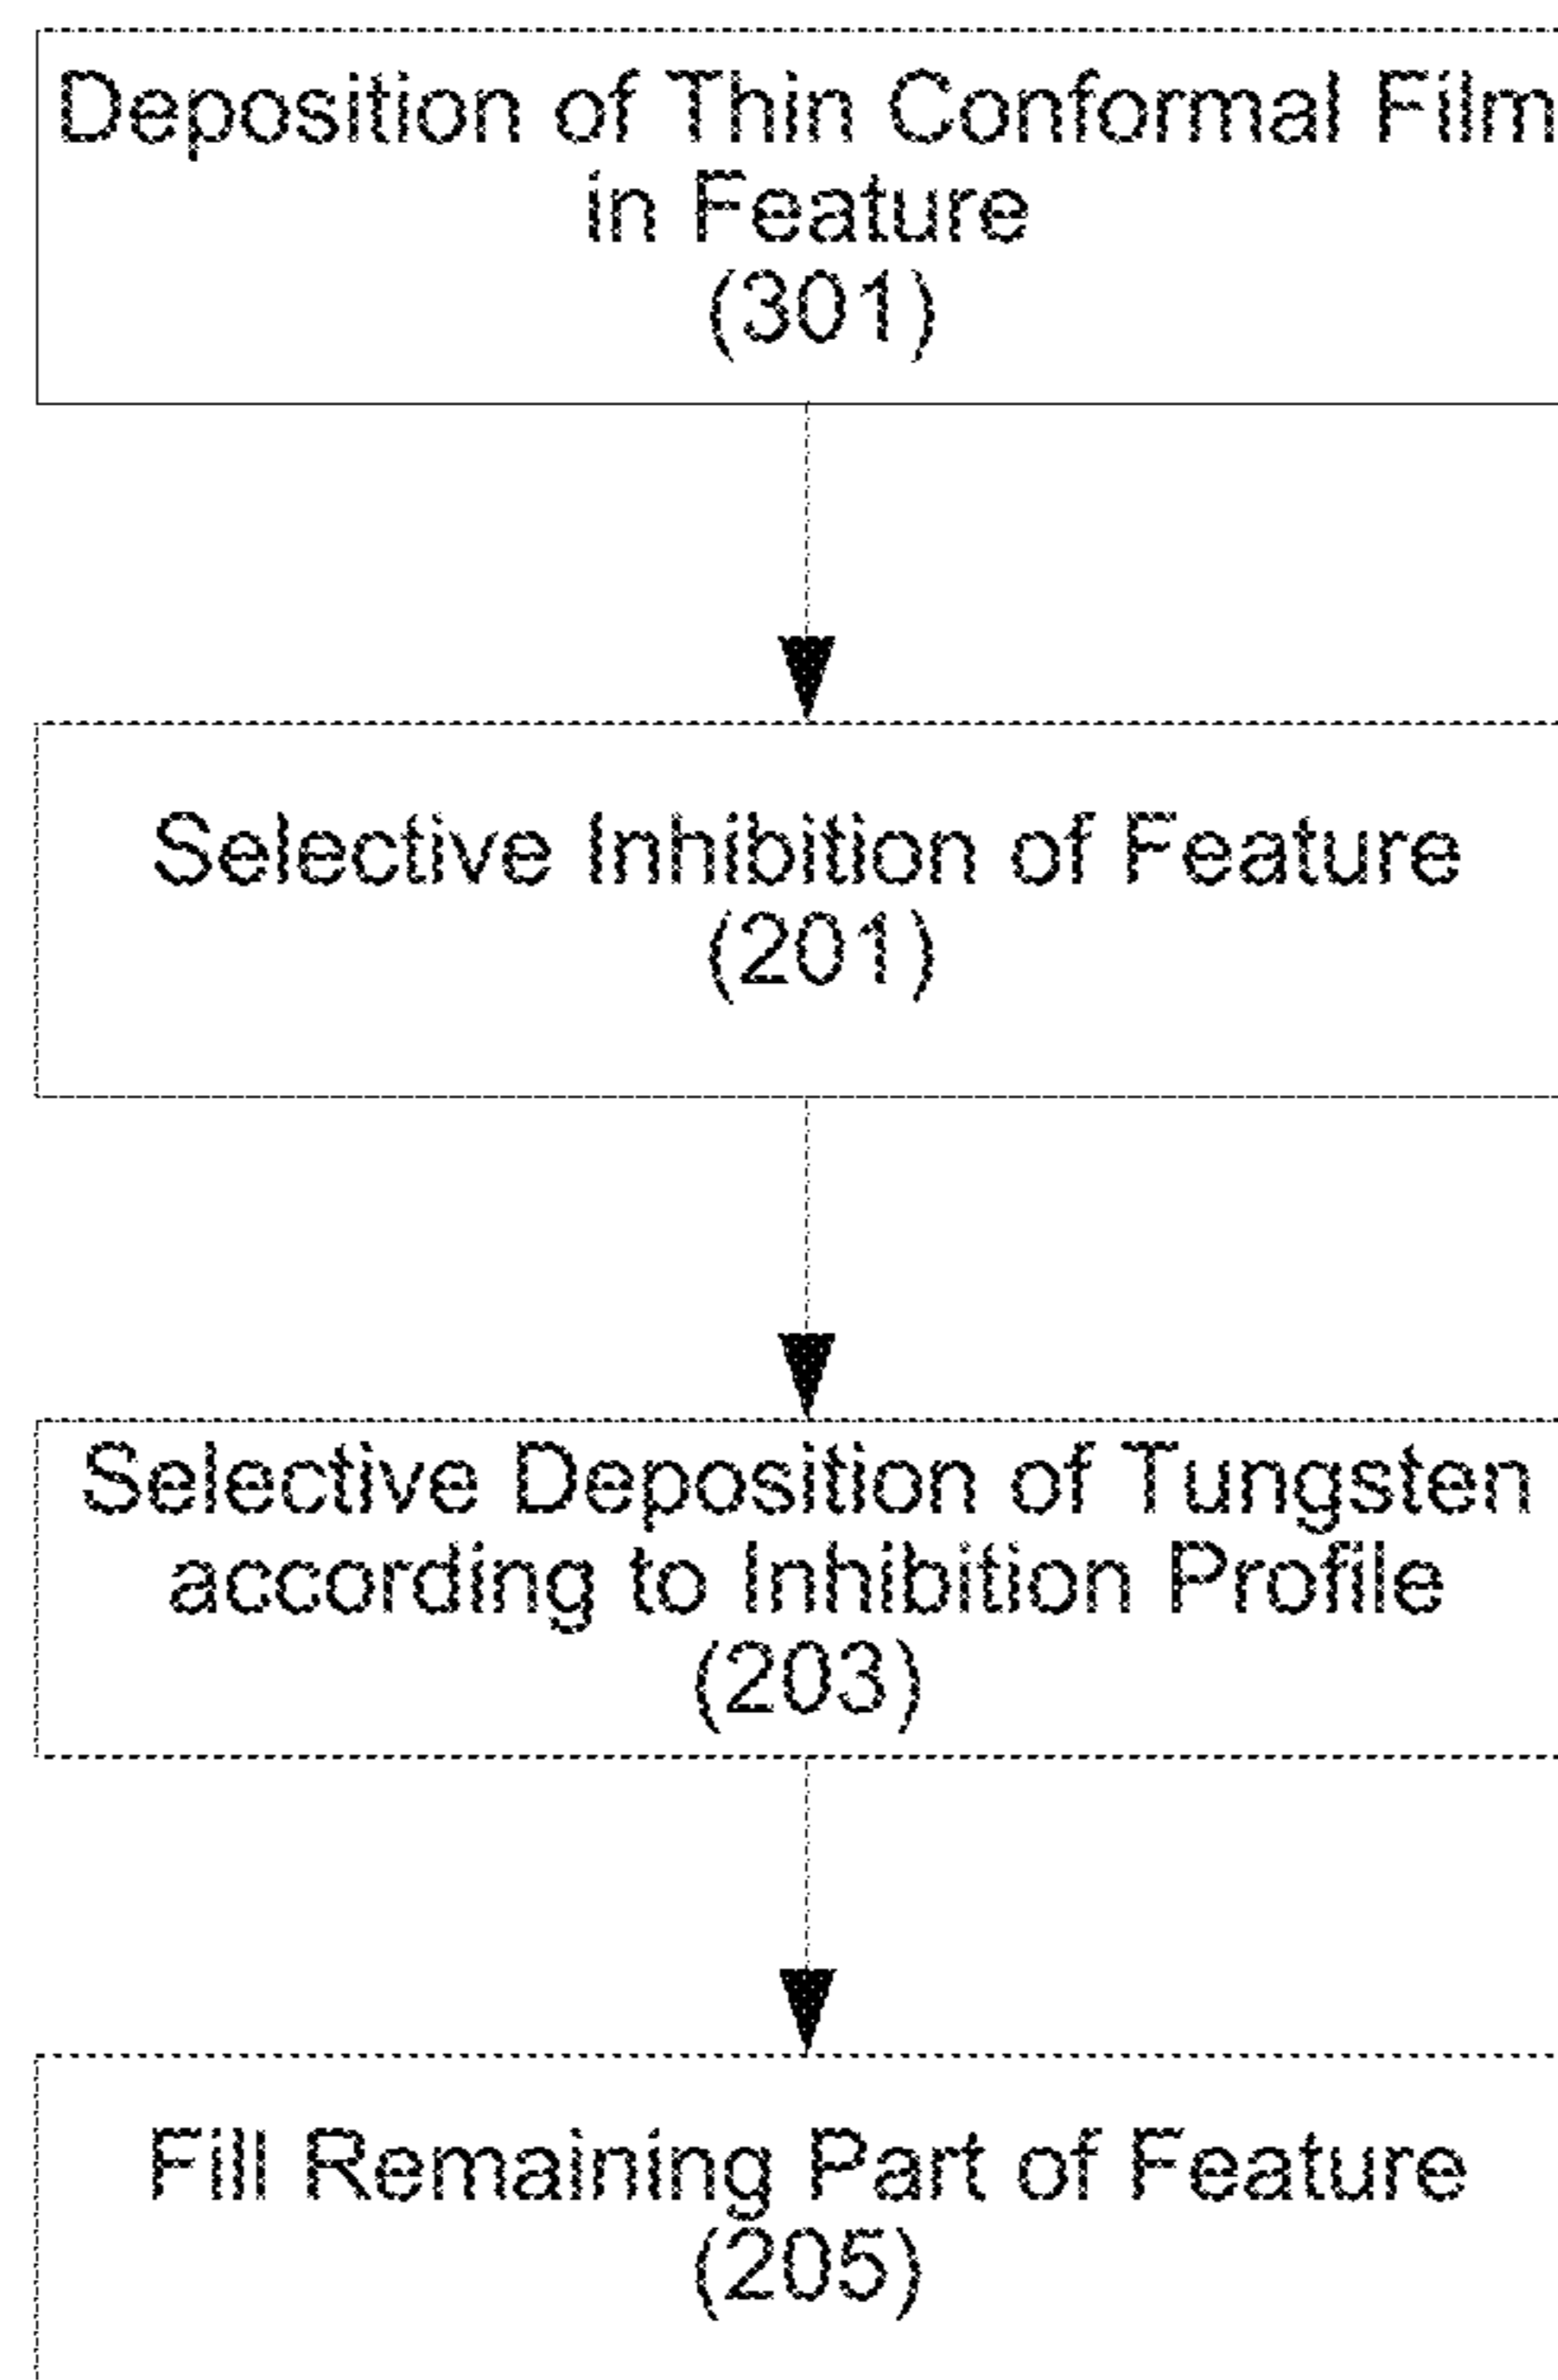 Deposition of Thin Conformal Film
in Feature
(301)
Selective Inhibition of Feature
(201)
Selective Deposition of Tungsten
according to Inhibition Profile
(203)
Fill Remaining Part of Feature
(205)